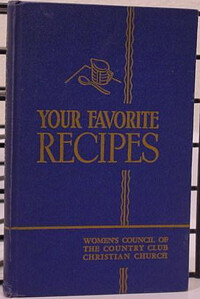 YOUR FAVORITE
RECIPES
WOMEN'S COUNCIL OF
THE COUNTRY CLUB
CHRISTIAN CHURCH